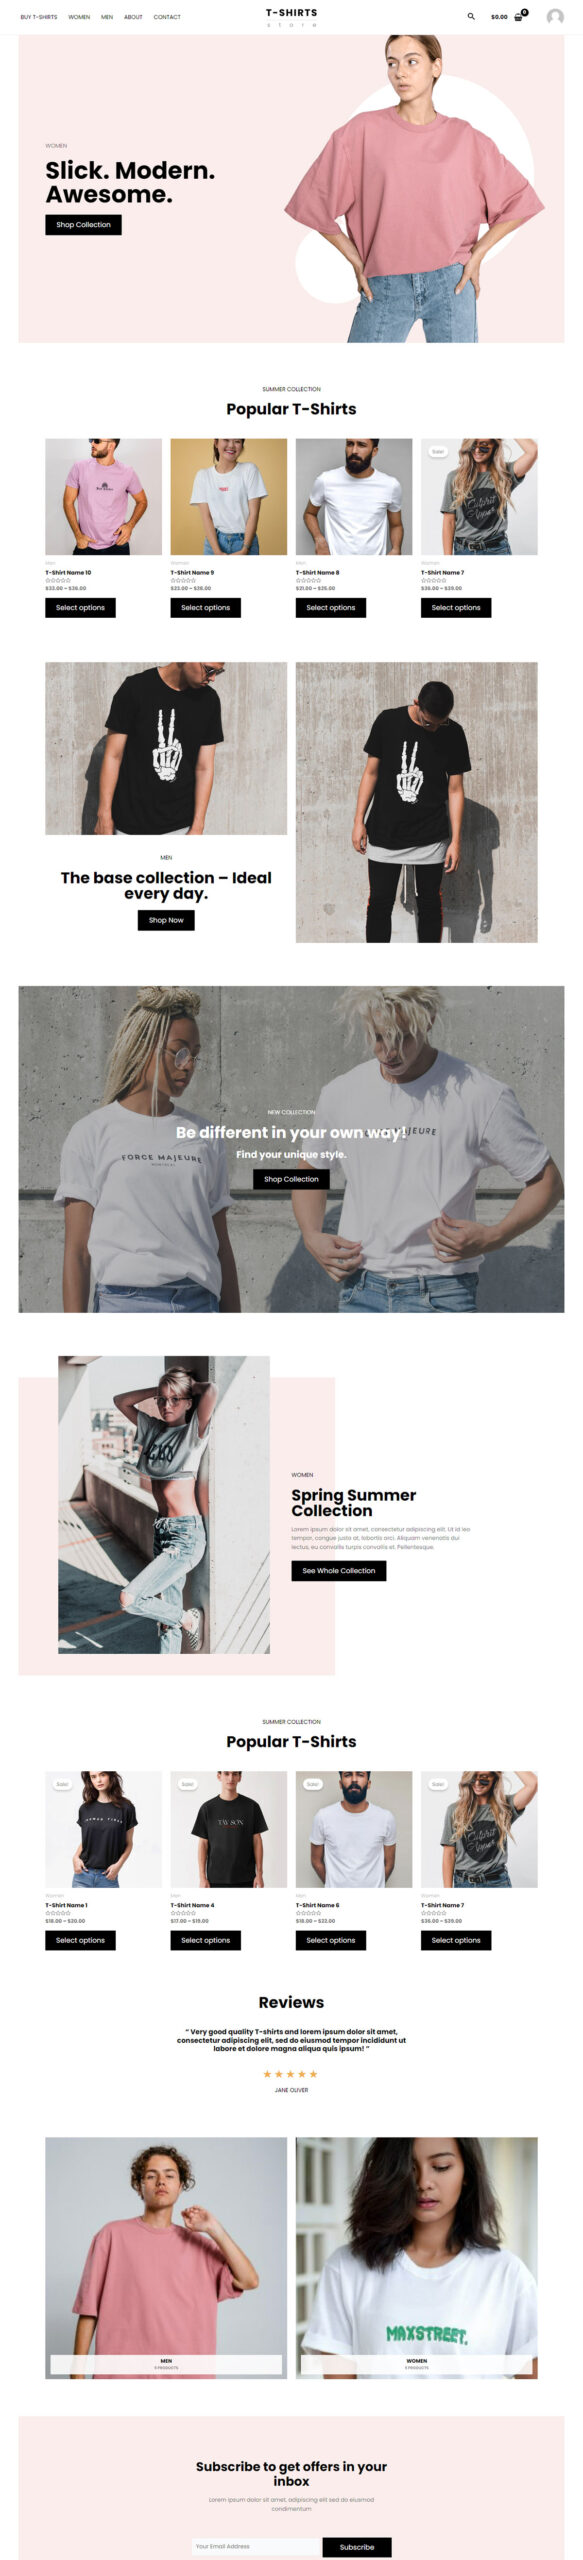 BUY T-SHIRTS WOMEN MEN ABOUT CONTACT
T-SHIRTS
store
$0.00 0
WOMEN
Slick. Modern.
Awesome.
Shop Collection
SUMMER COLLECTION
Popular T-Shirts
Sale!
Men Women Men Women
T-Shirt Name 10 T-Shirt Name 9 T-Shirt Name 8 T-Shirt Name 7
$33.00 – $36.00 $23.00 – $28.00 $21.00 – $25.00 $36.00 – $39.00
Select options Select options Select options Select options
MEN
The base collection – Ideal
every day.
Shop Now
NEW COLLECTION
Be different in your own way!
Find your unique style.
Shop Collection
FORCE MAJEURE
MONTRÉAL
WOMEN
Spring Summer
Collection
Lorem ipsum dolor sit amet, consectetur adipiscing elit. Ut id leo
tempor, congue justo at, lobortis orci. Aliquam venenatis dui
lectus, eu convallis turpis convallis et. Pellentesque.
See Whole Collection
SUMMER COLLECTION
Popular T-Shirts
Sale! Sale! Sale! Sale!
TAY SON
Women Men Men Women
T-Shirt Name 1 T-Shirt Name 4 T-Shirt Name 6 T-Shirt Name 7
$18.00 – $20.00 $17.00 – $19.00 $18.00 – $22.00 $36.00 – $39.00
Select options Select options Select options Select options
Reviews
“ Very good quality T-shirts and lorem ipsum dolor sit amet,
consectetur adipiscing elit, sed do eiusmod tempor incididunt ut
labore et dolore magna aliqua quis ipsum! ”
JANE OLIVER
MAXSTREET.
MEN WOMEN
5 PRODUCTS 5 PRODUCTS
Subscribe to get offers in your
inbox
Lorem ipsum dolor sit amet, adipiscing elit sed do eiusmod
condimentum
Your Email Address Subscribe